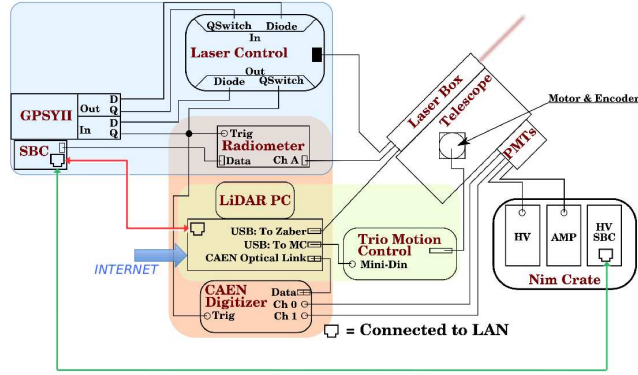 QSwitch
Diode
In
Laser Control
Out
Diode
QSwitch
GPSYII
Out
D
Q
In
D
Q
SBC
Trig
Radiometer
Data
Ch A
Laser Box
Telescope
Motor & Encoder
PMTs
LiDAR PC
USB: To Zaber
USB: To MC
CAEN Optical Link
INTERNET
Trio Motion
Control
Mini-Din
HV
AMP
HV
SBC
Nim Crate
CAEN
Digitizer
Data
Ch 0
Ch 1
Trig
= Connected to LAN